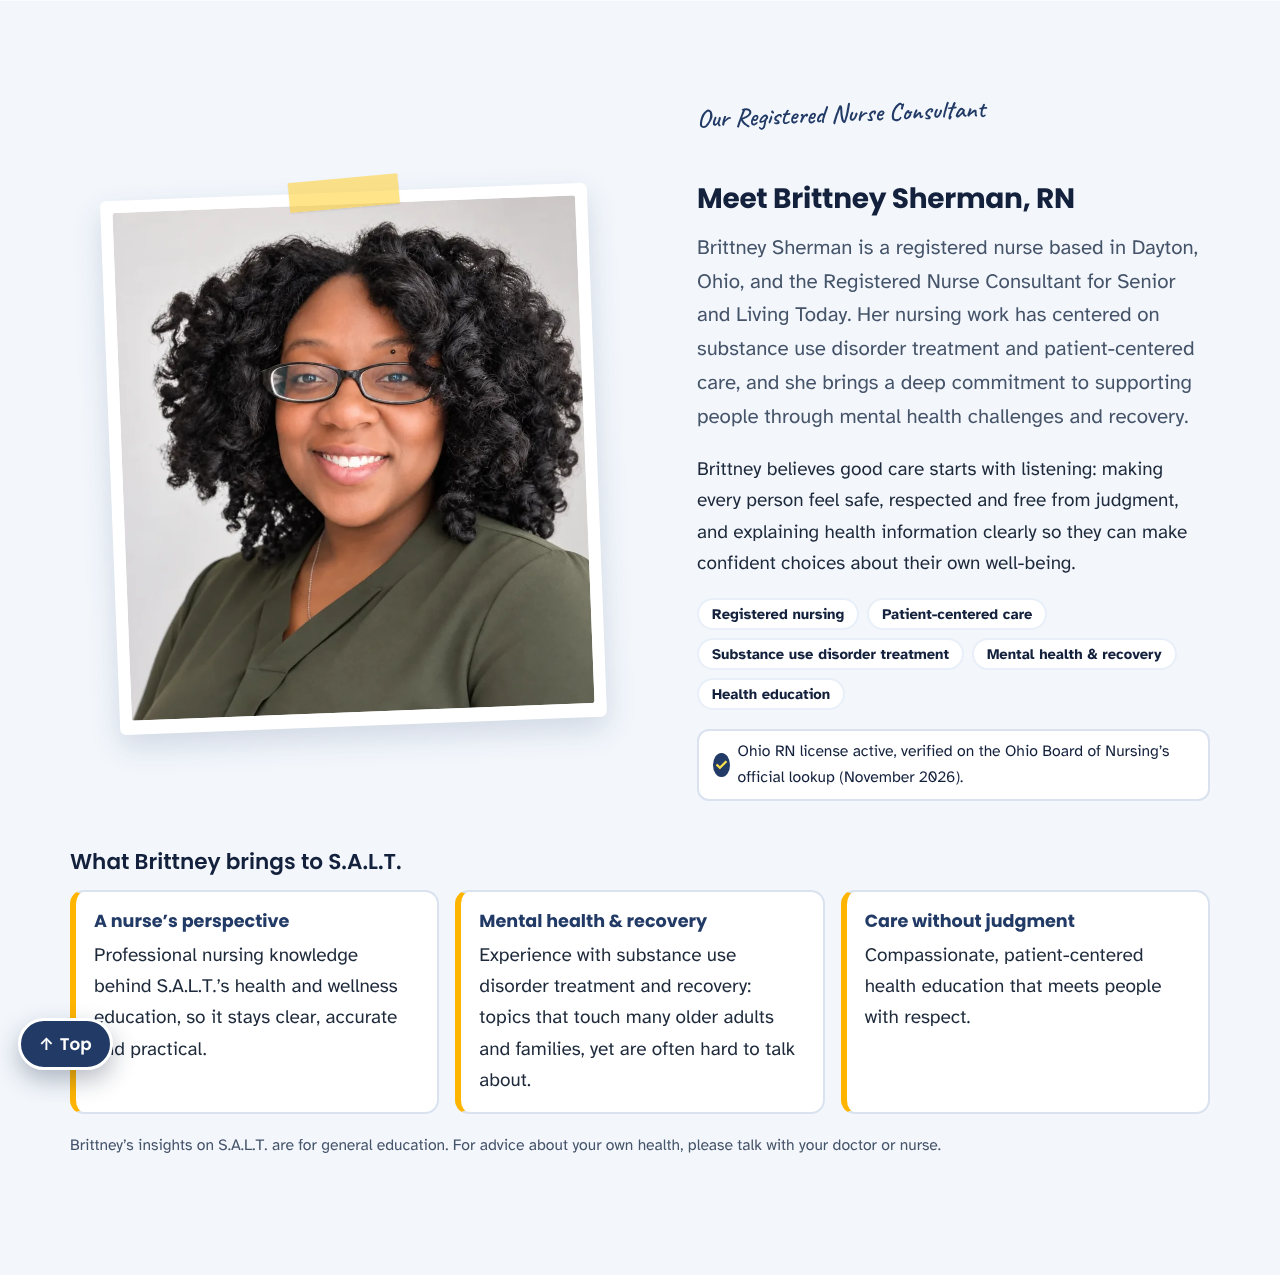 Our Registered Nurse Consultant
Meet Brittney Sherman, RN
Brittney Sherman is a registered nurse based in Dayton,
Ohio, and the Registered Nurse Consultant for Senior
and Living Today. Her nursing work has centered on
substance use disorder treatment and patient-centered
care, and she brings a deep commitment to supporting
people through mental health challenges and recovery.
Brittney believes good care starts with listening: making
every person feel safe, respected and free from judgment,
and explaining health information clearly so they can make
confident choices about their own well-being.
Registered nursing
Patient-centered care
Substance use disorder treatment
Mental health & recovery
Health education
Ohio RN license active, verified on the Ohio Board of Nursing’s
official lookup (November 2026).
What Brittney brings to S.A.L.T.
A nurse’s perspective
Professional nursing knowledge
behind S.A.L.T.’s health and wellness
education, so it stays clear, accurate
practical.
Mental health & recovery
Experience with substance use
disorder treatment and recovery:
topics that touch many older adults
and families, yet are often hard to talk
about.
Care without judgment
Compassionate, patient-centered
health education that meets people
with respect.
↑ Top
Brittney’s insights on S.A.L.T. are for general education. For advice about your own health, please talk with your doctor or nurse.